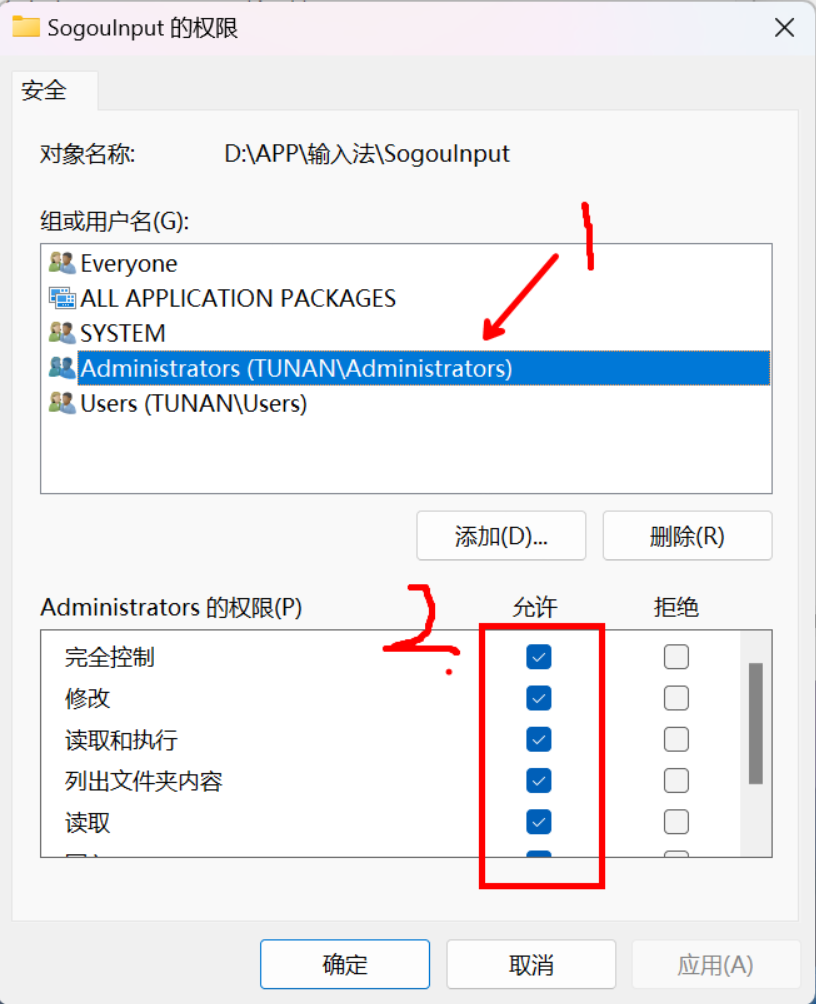 SogouInput 的权限
安全
对象名称: D:\APP\输入法\SogouInput
组或用户名(G):
1
Everyone
ALL APPLICATION PACKAGES
SYSTEM
Administrators (TUNAN\Administrators)
Users (TUNAN\Users)
添加(D)... 删除(R)
2.
Administrators 的权限(P) 允许 拒绝
完全控制
修改
读取和执行
列出文件夹内容
读取
确定 取消 应用(A)